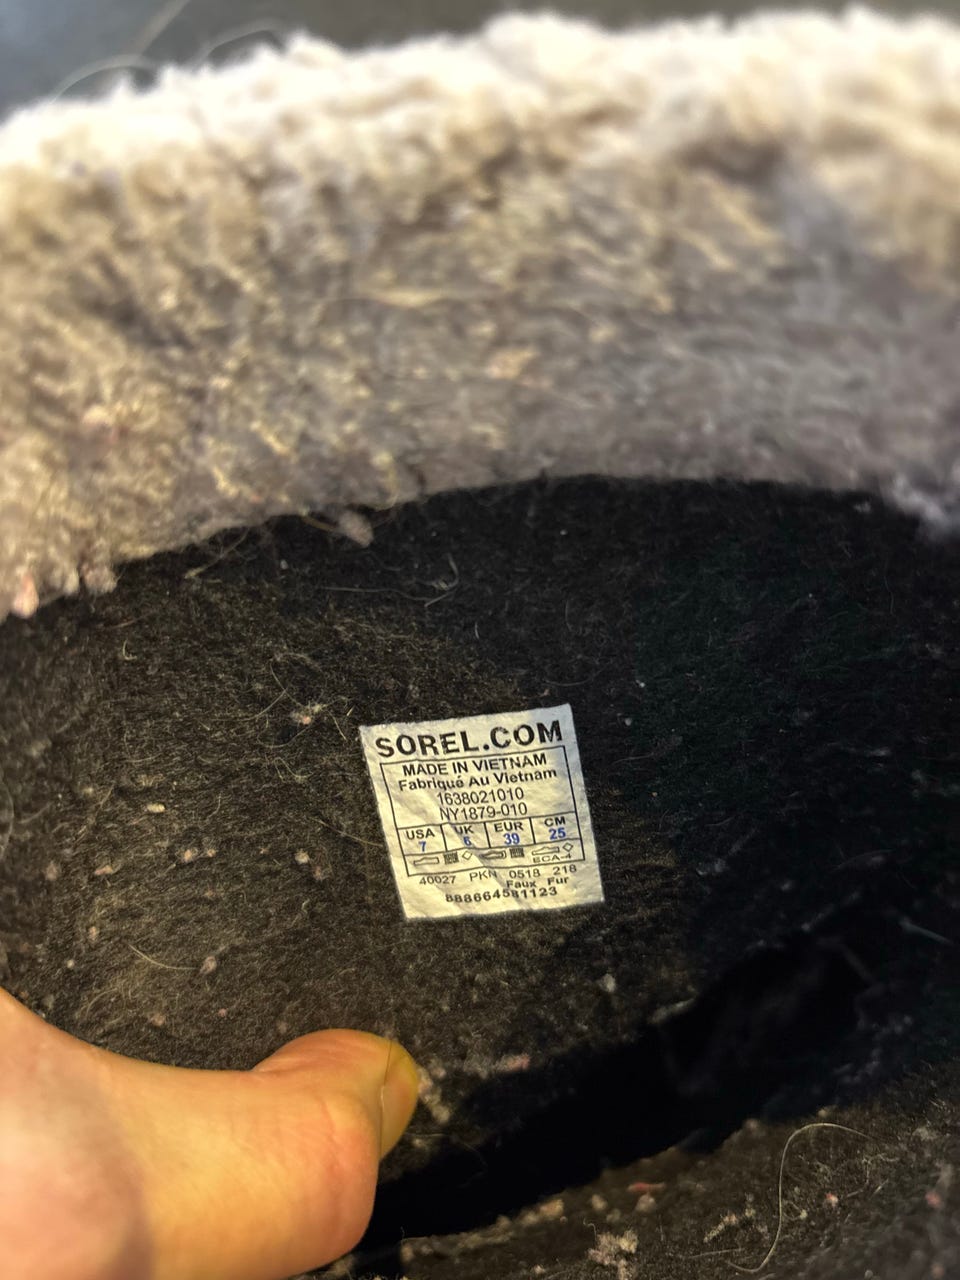 SOREL.COM
MADE IN VIETNAM
Fabriqué Au Vietnam
1638021010
NY1879-010
USA UK EUR CM
7 6 39 25
ECA-4
40027 PKN 0518 218
Faux Fur
888664581123